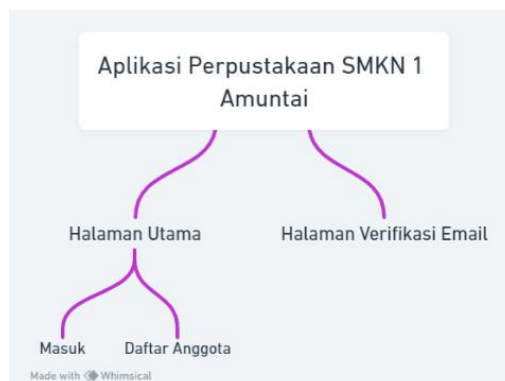 Aplikasi Perpustakaan SMKN 1
Amuntai
Halaman Utama
Halaman Verifikasi Email
Masuk
Daftar Anggota
Made with Whimsical